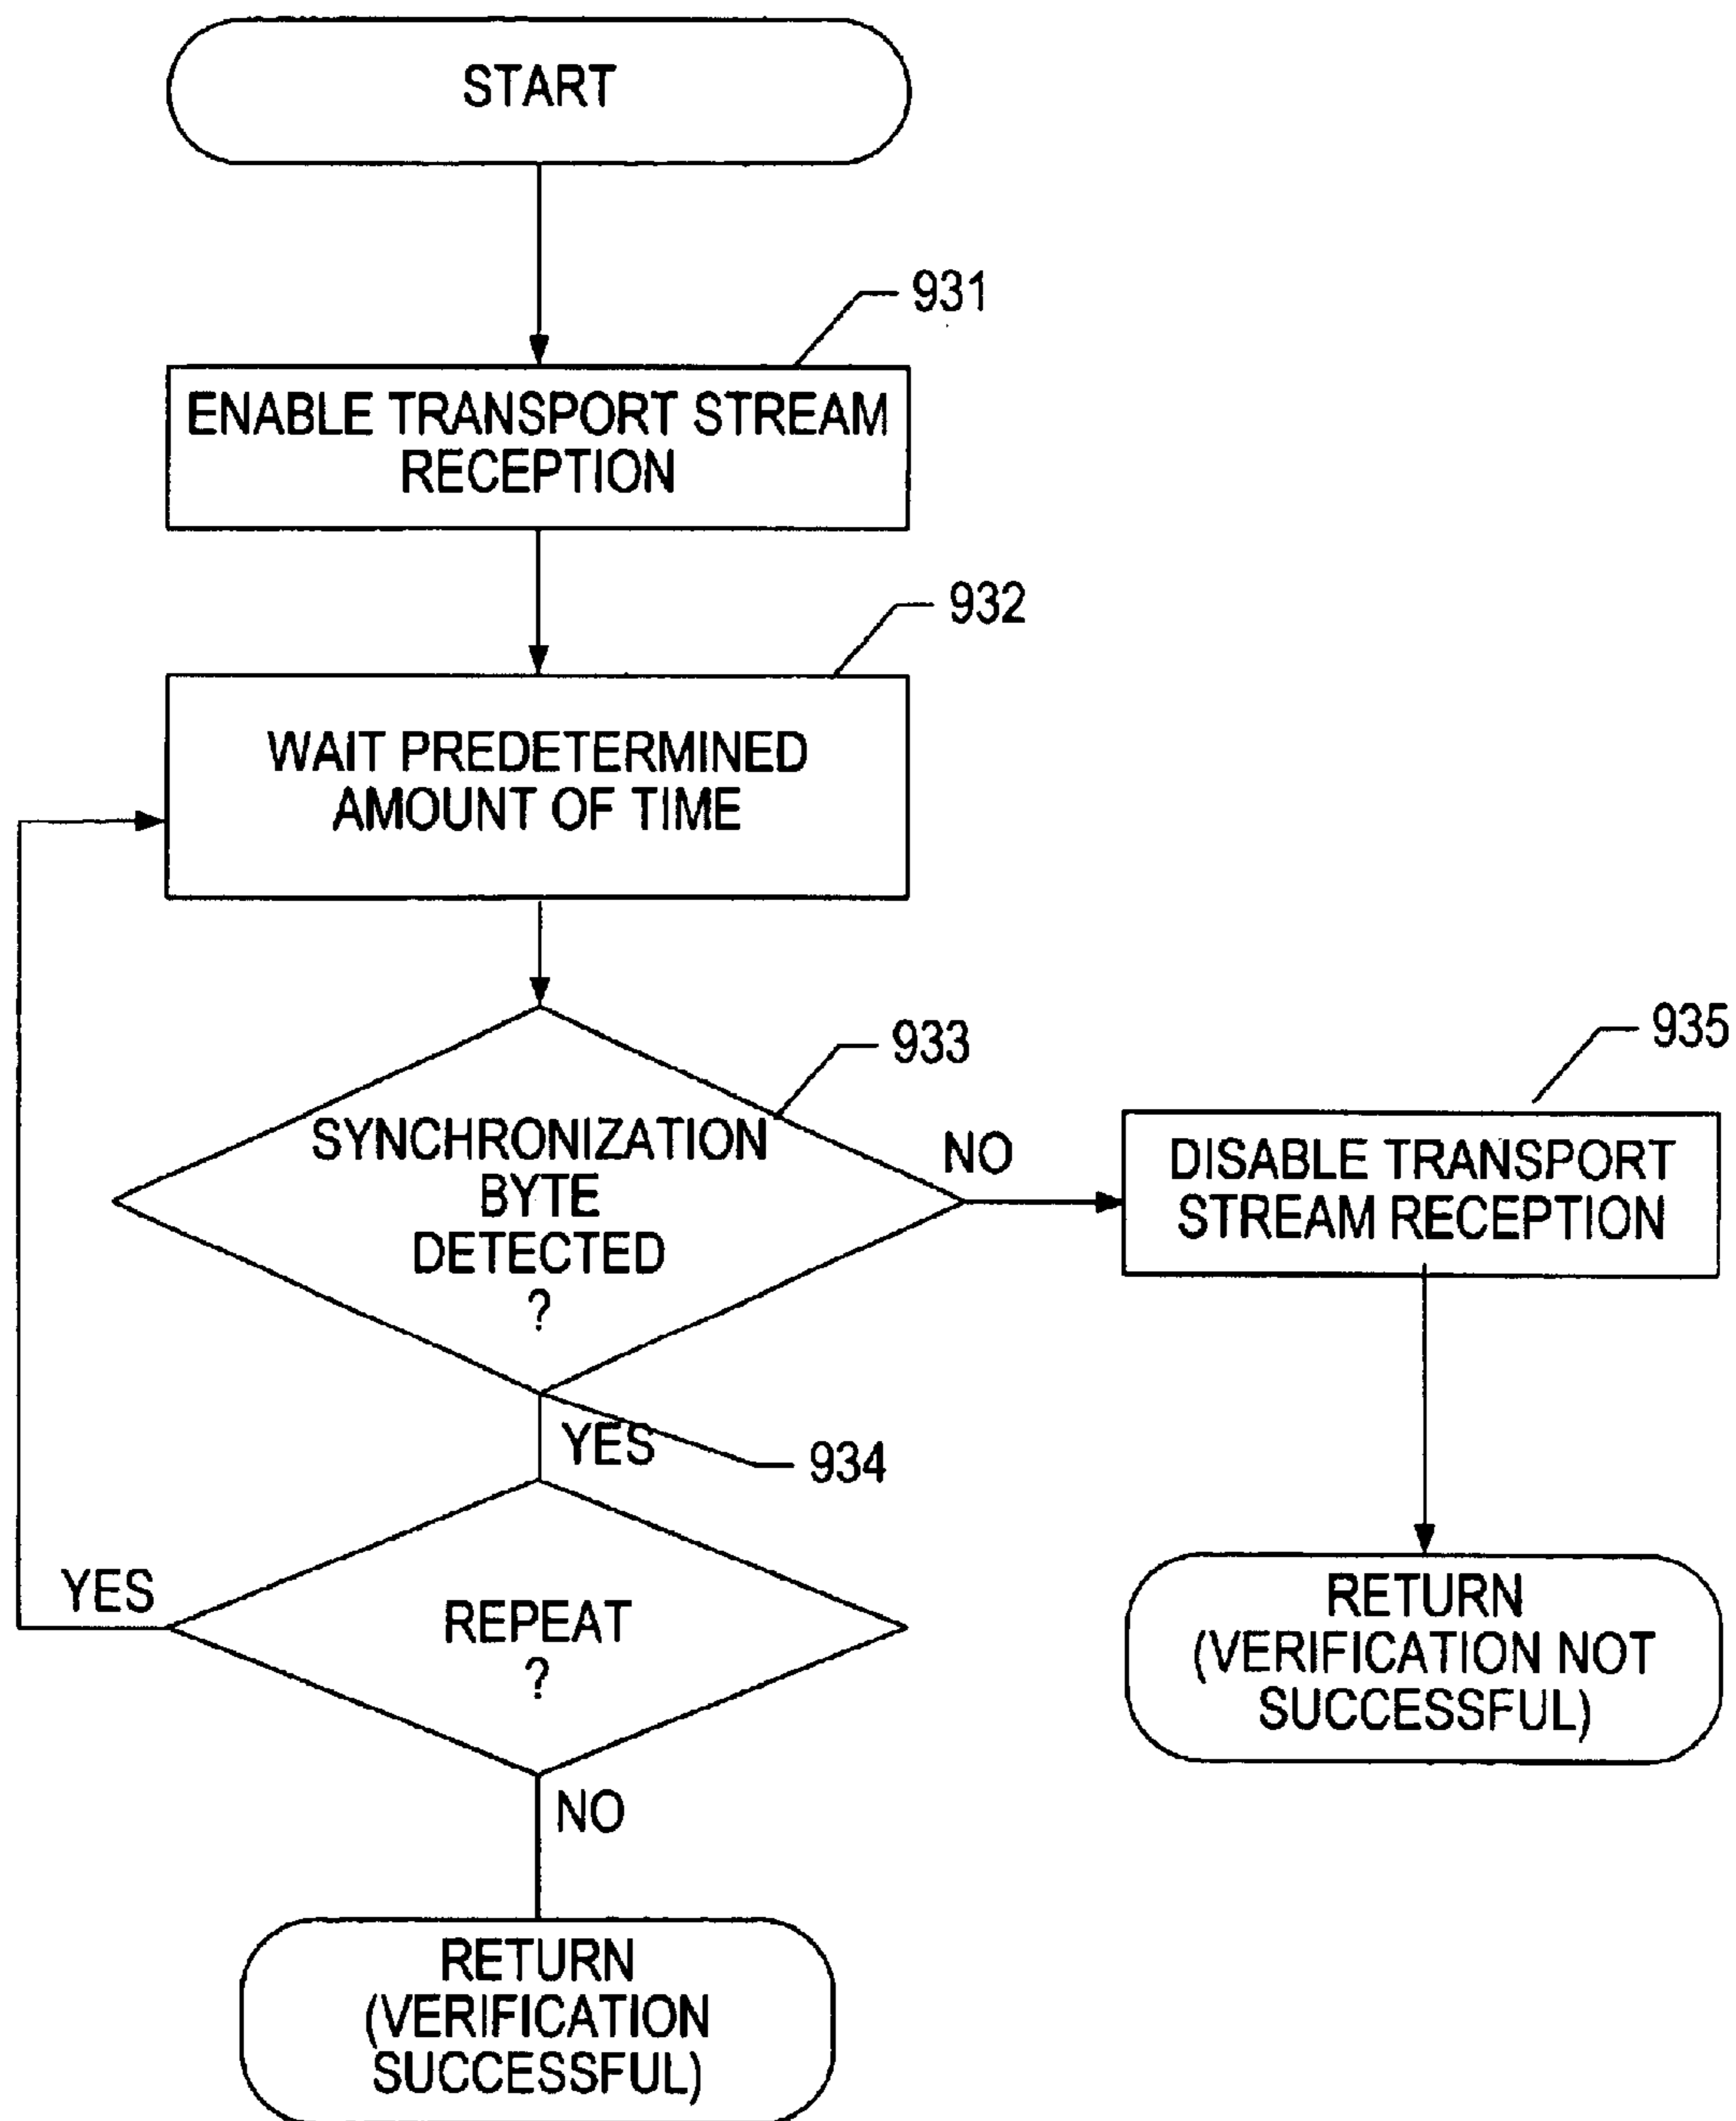 START
931
ENABLE TRANSPORT STREAM
RECEPTION
932
WAIT PREDETERMINED
AMOUNT OF TIME
933
SYNCHRONIZATION
BYTE
DETECTED
?
NO
935
DISABLE TRANSPORT
STREAM RECEPTION
YES
934
YES
REPEAT
?
NO
RETURN
(VERIFICATION NOT
SUCCESSFUL)
RETURN
(VERIFICATION
SUCCESSFUL)